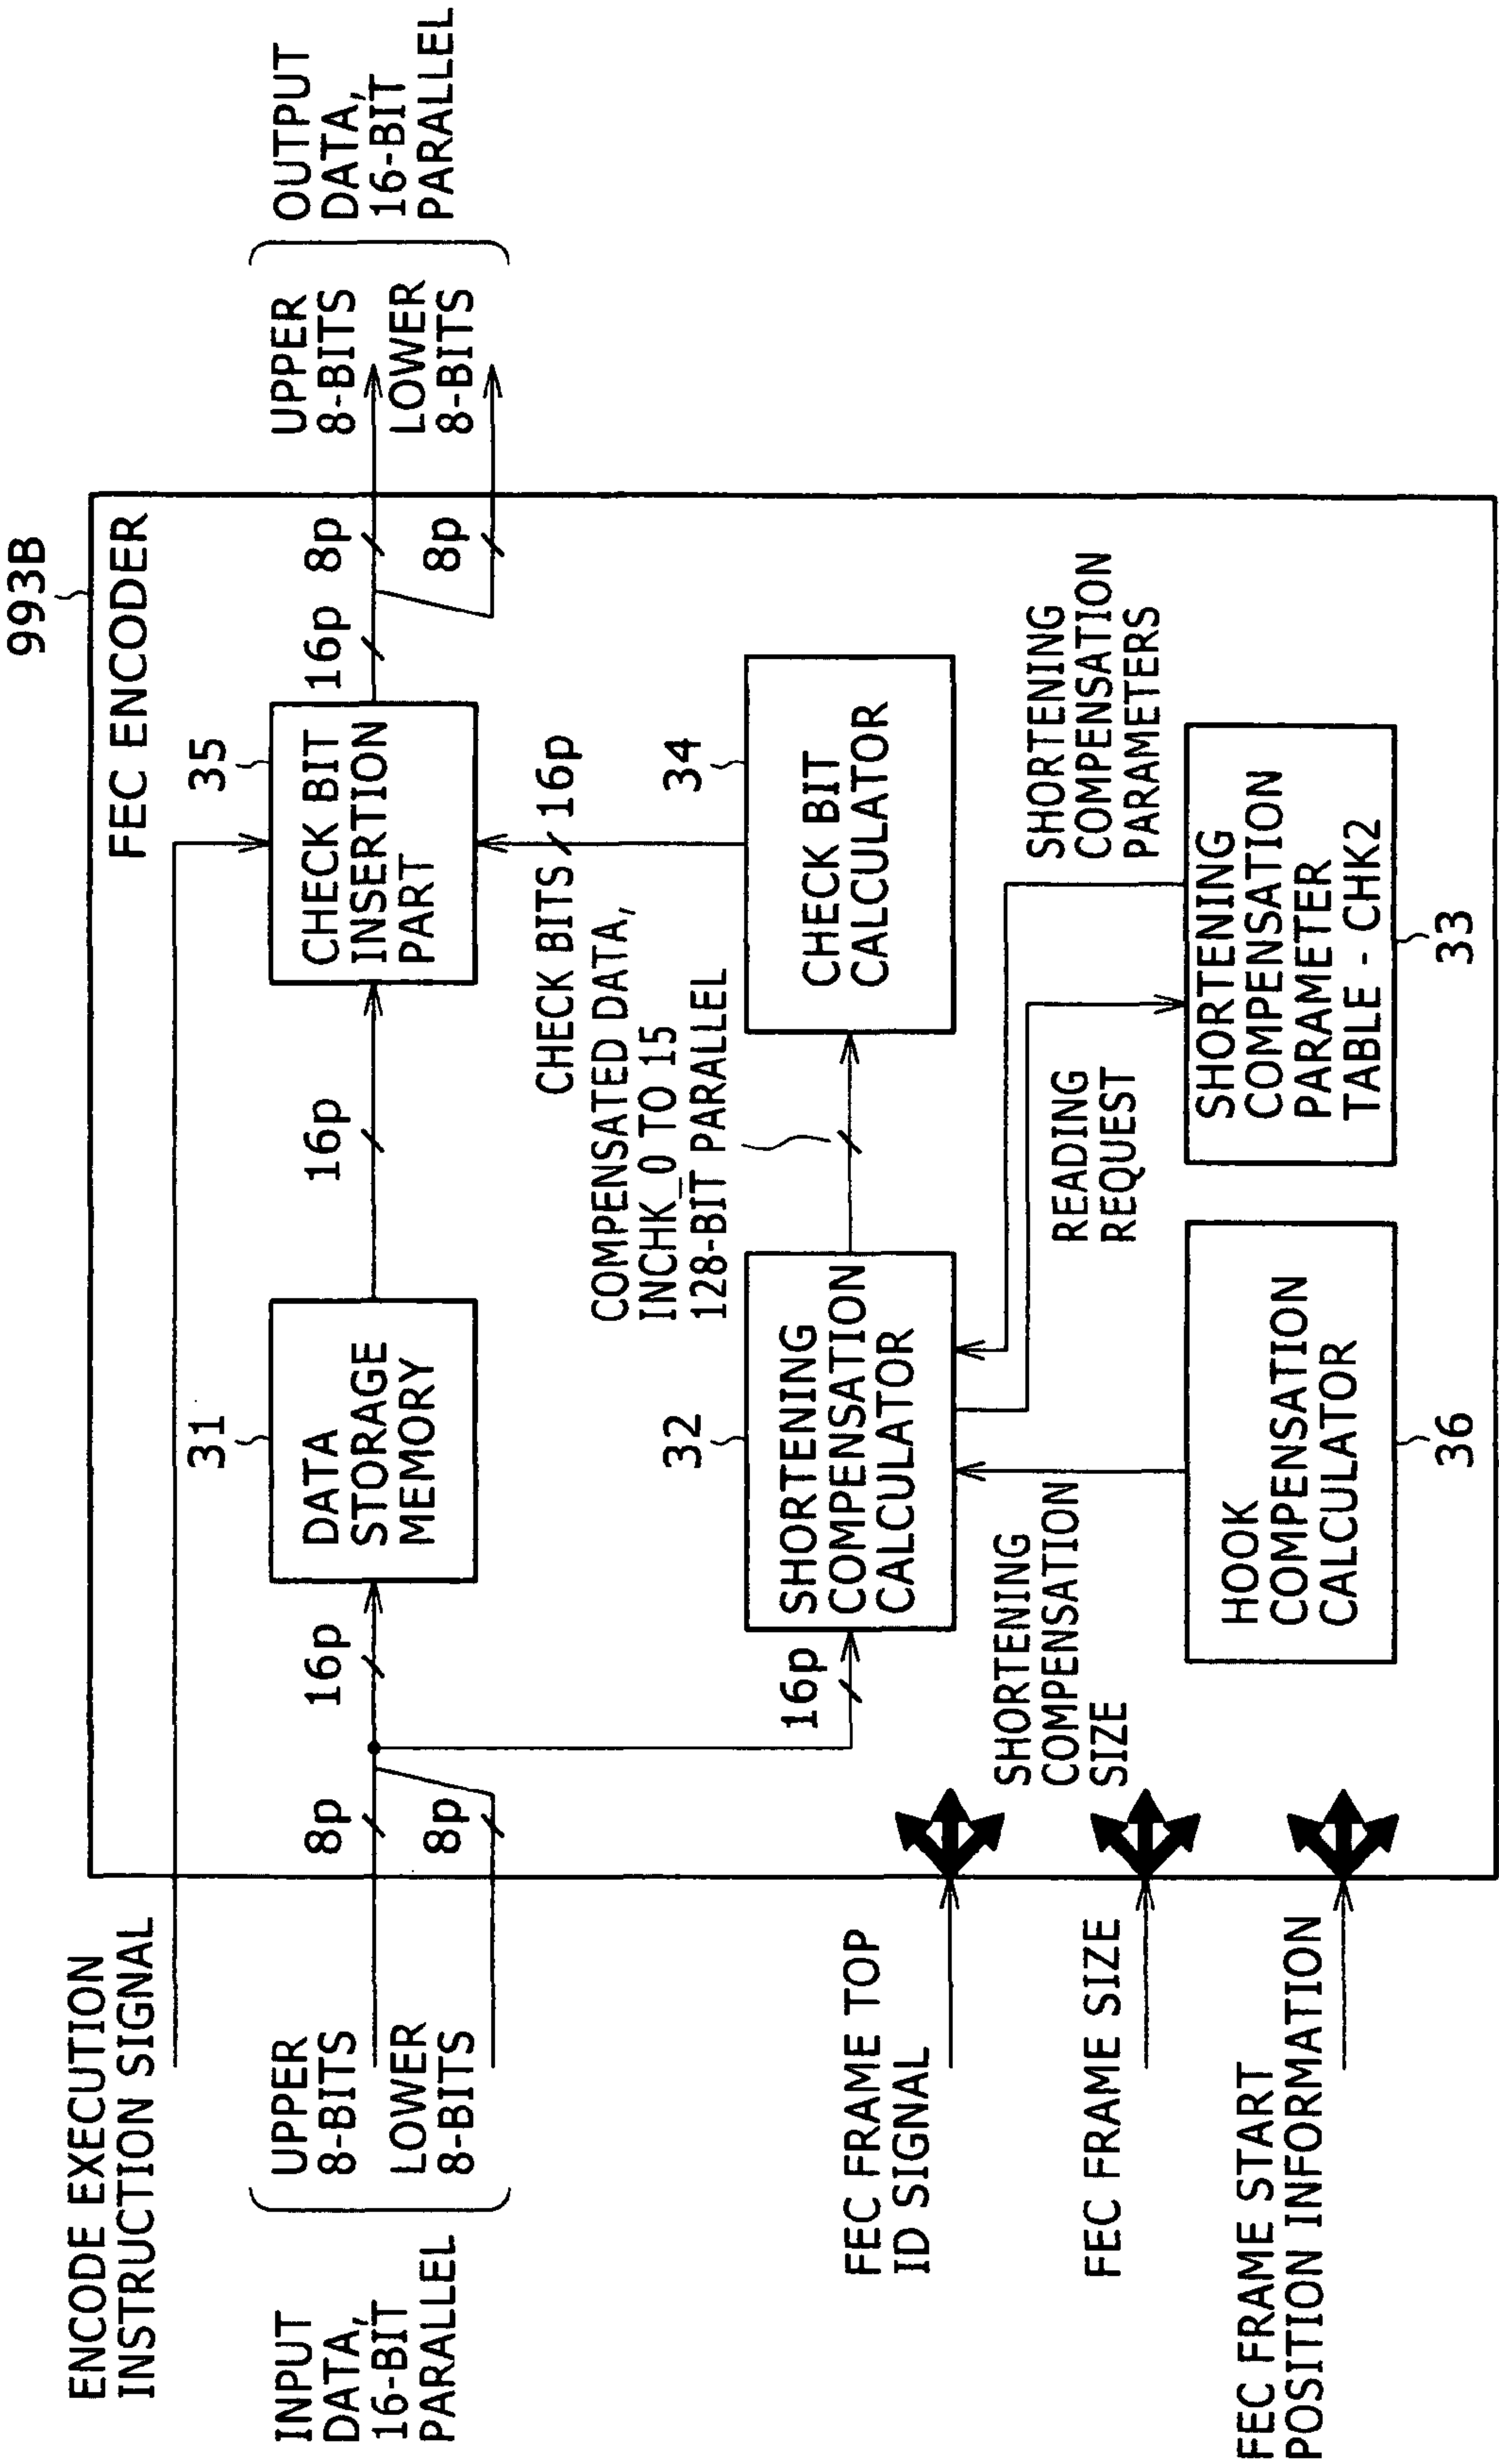 993B
FEC ENCODER
ENCODE EXECUTION
INSTRUCTION SIGNAL
INPUT
DATA,
16-BIT
PARALLEL
UPPER
8-BITS
LOWER
8-BITS
8p
8p
16p
16p
31
DATA
STORAGE
MEMORY
16p
35
CHECK BIT
INSERTION
PART
16p
8p
8p
UPPER
8-BITS
LOWER
8-BITS
OUTPUT
DATA,
16-BIT
PARALLEL
CHECK BITS
16p
COMPENSATED DATA,
INCHK_0 TO 15
128-BIT PARALLEL
32
SHORTENING
COMPENSATION
CALCULATOR
34
CHECK BIT
CALCULATOR
FEC FRAME TOP
ID SIGNAL
FEC FRAME SIZE
FEC FRAME START
POSITION INFORMATION
SHORTENING
COMPENSATION
SIZE
READING
REQUEST
SHORTENING
COMPENSATION
PARAMETERS
HOOK
COMPENSATION
CALCULATOR
36
SHORTENING
COMPENSATION
PARAMETER
TABLE - CHK2
33